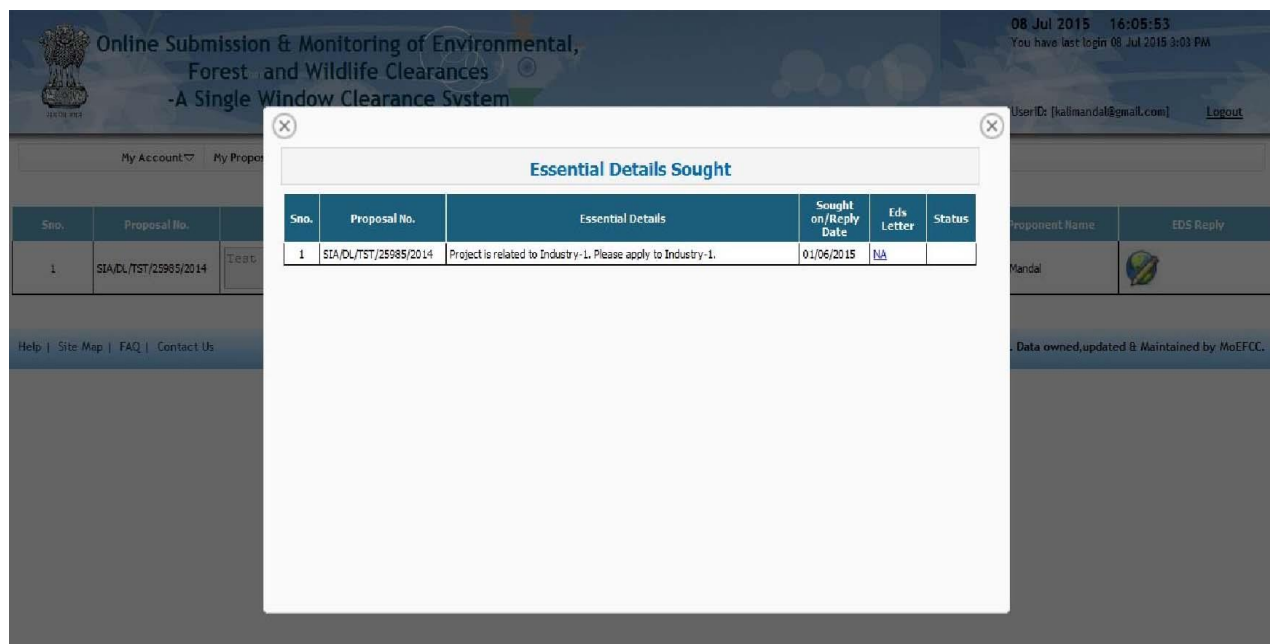 Online Submission & Monitoring of Environmental,
Forest and Wildlife Clearances
-A Single Window Clearance System
08 Jul 2015 16:05:53
You have last login 08 Jul 2015 3:03 PM
UserID: [kalimandal@gmail.com] Logout
My Account My Propos
Essential Details Sought
Sno. Proposal No. Essential Details Sought on/Reply Date Eds Letter Status
1 SIA/DL/TST/25985/2014 Project is related to Industry-1. Please apply to Industry-1. 01/06/2015 NA
Sno. Proposal No. Proponent Name EDS Reply
1 SIA/DL/TST/25985/2014 Test Mandal
Help | Site Map | FAQ | Contact Us
. Data owned,updated & Maintained by MoEFCC.